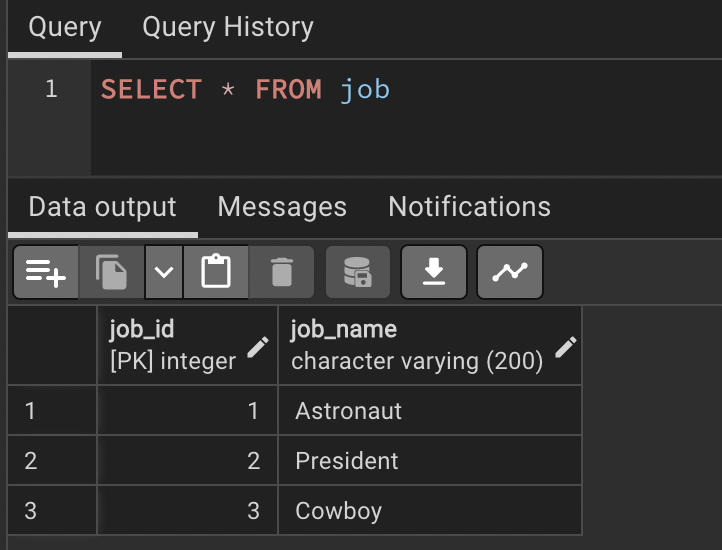 Query Query History
1 SELECT * FROM job
Data output Messages Notifications
job_id job_name
[PK] integer character varying (200)
1 1 Astronaut
2 2 President
3 3 Cowboy